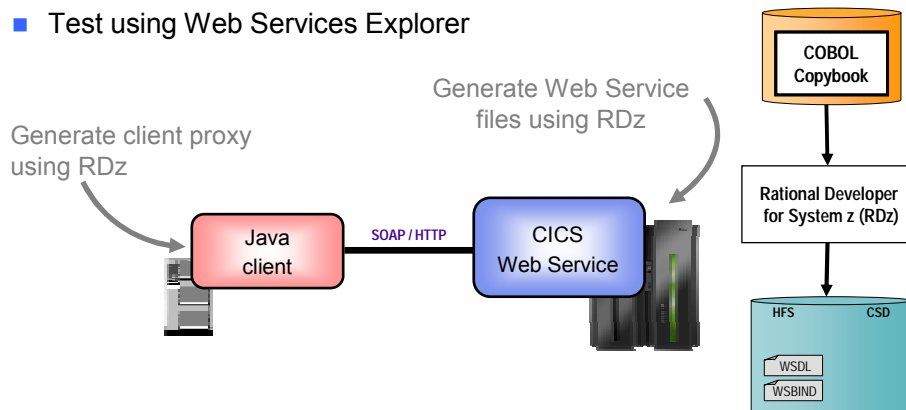 Test using Web Services Explorer
Generate client proxy
using RDz
Generate Web Service
files using RDz
Java
client
SOAP / HTTP
CICS
Web Service
COBOL
Copybook
Rational Developer
for System z (RDz)
HFS CSD
WSDL
WSBIND